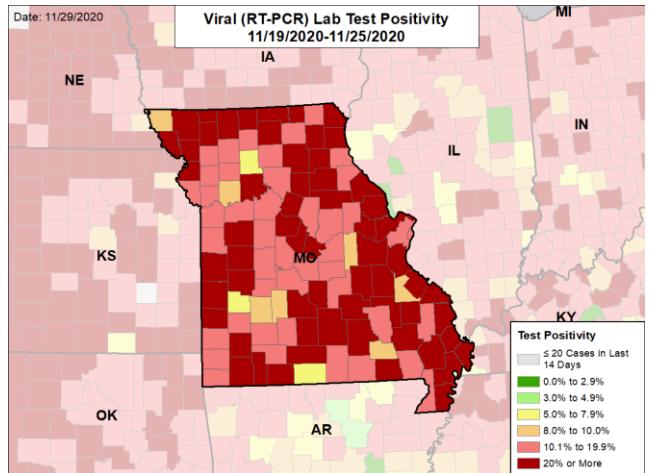 Date: 11/29/2020
Viral (RT-PCR) Lab Test Positivity
11/19/2020-11/25/2020
MI
IA
NE
IL
IN
KS
MO
KY
OK
AR
Test Positivity
≤ 20 Cases in Last
14 Days
0.0% to 2.9%
3.0% to 4.9%
5.0% to 7.9%
8.0% to 10.0%
10.1% to 19.9%
20% or More